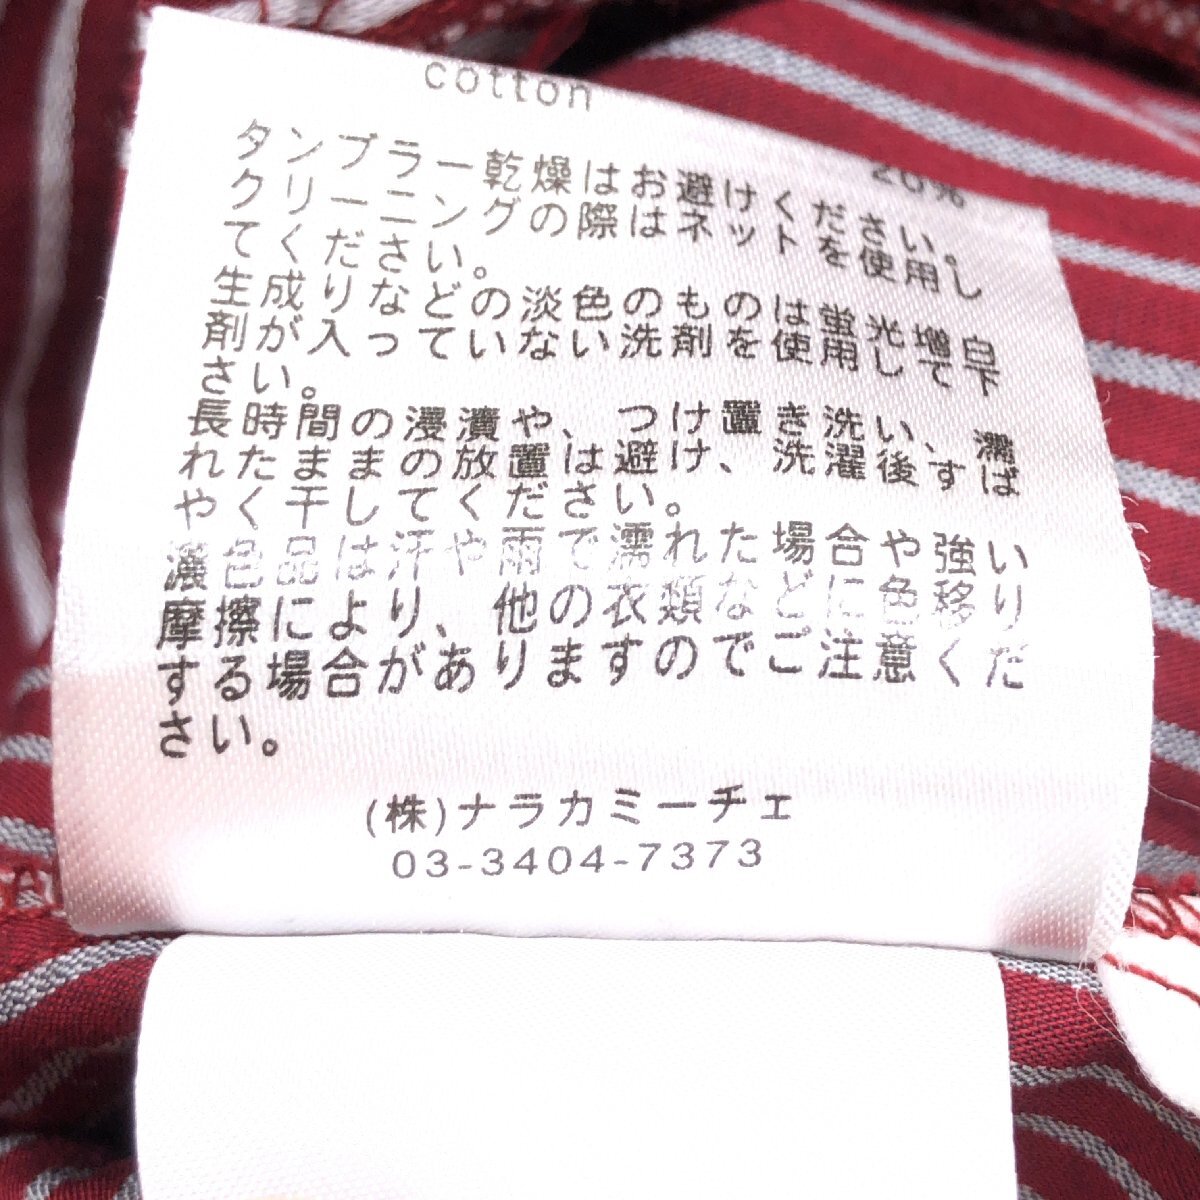 cotton 20%
タンブラー乾燥はお避けください。
クリーニングの際はネットを使用し
てください。
生成りなどの淡色のものは蛍光増白
剤が入っていない洗剤を使用して下
さい。
長時間の浸漬や、つけ置き洗い、濡
れたままの放置は避け、洗濯後すば
やく干してください。
濃色品は汗や雨で濡れた場合や強い
摩擦により、他の衣類などに色移り
する場合がありますのでご注意くだ
さい。
(株)ナラカミーチェ
03-3404-7373